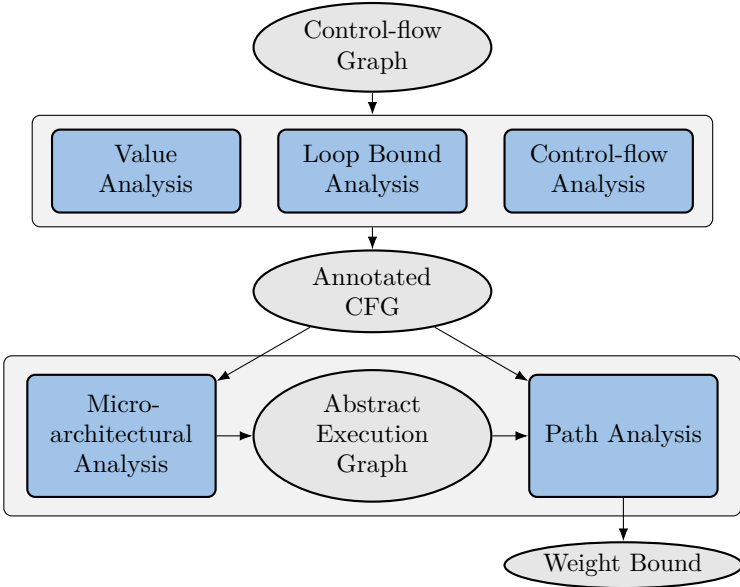 Control-flow
Graph
Value
Analysis
Loop Bound
Analysis
Control-flow
Analysis
Annotated
CFG
Micro-
architectural
Analysis
Abstract
Execution
Graph
Path Analysis
Weight Bound